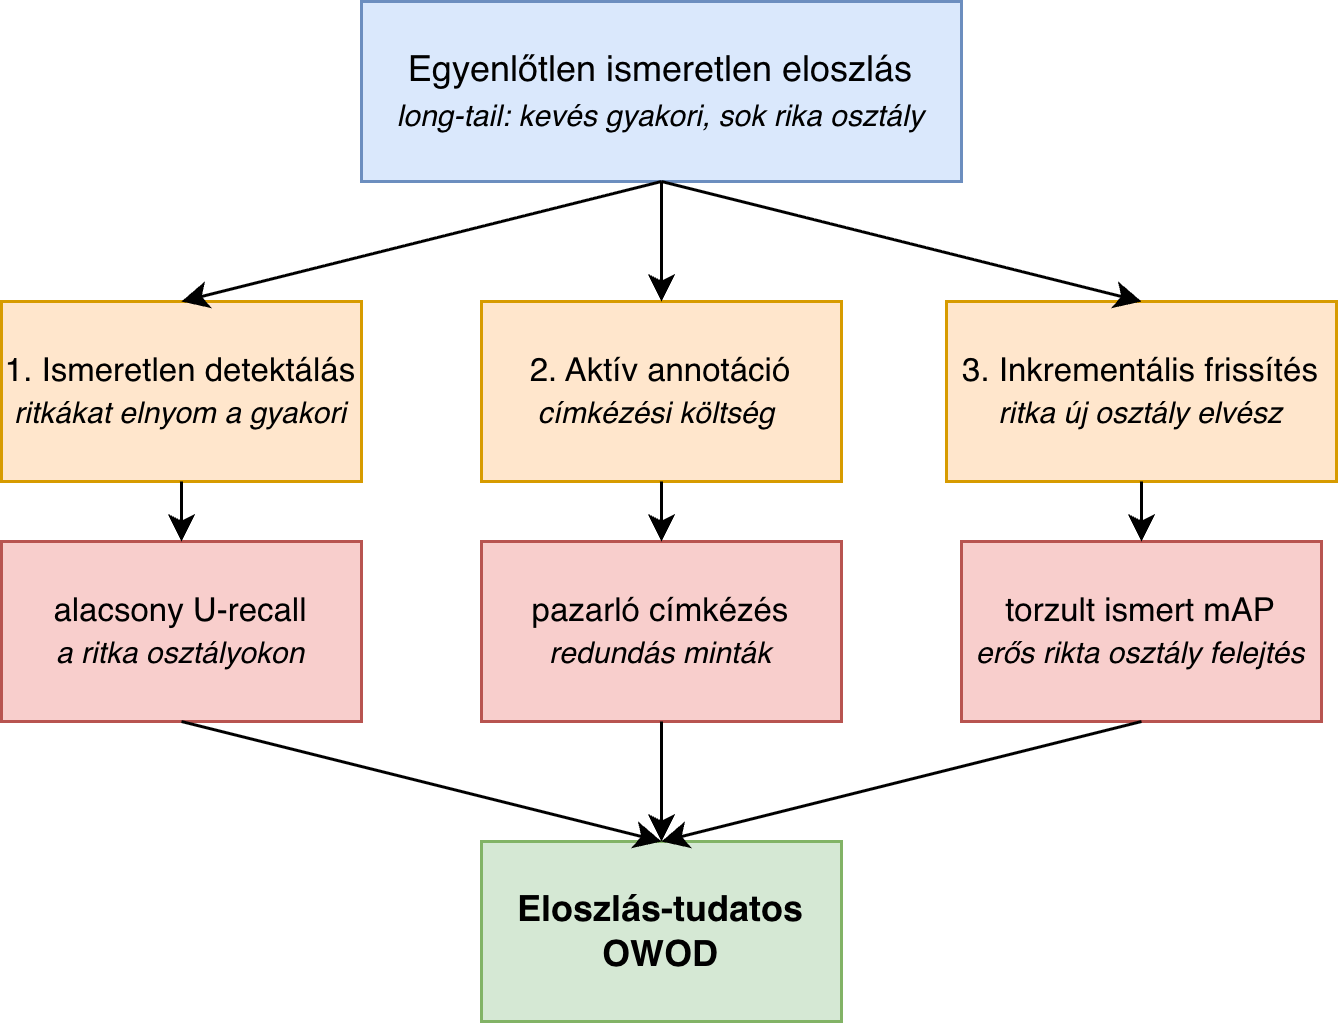 Egyenlőtlen ismeretlen eloszlás
long-tail: kevés gyakori, sok rika osztály
1. Ismeretlen detektálás
ritkákat elnyom a gyakori
2. Aktív annotáció
címkézési költség
3. Inkrementális frissítés
ritka új osztály elvész
alacsony U-recall
a ritka osztályokon
pazarló címkézés
redundás minták
torzult ismert mAP
erős rikta osztály felejtés
Eloszlás-tudatos
OWOD